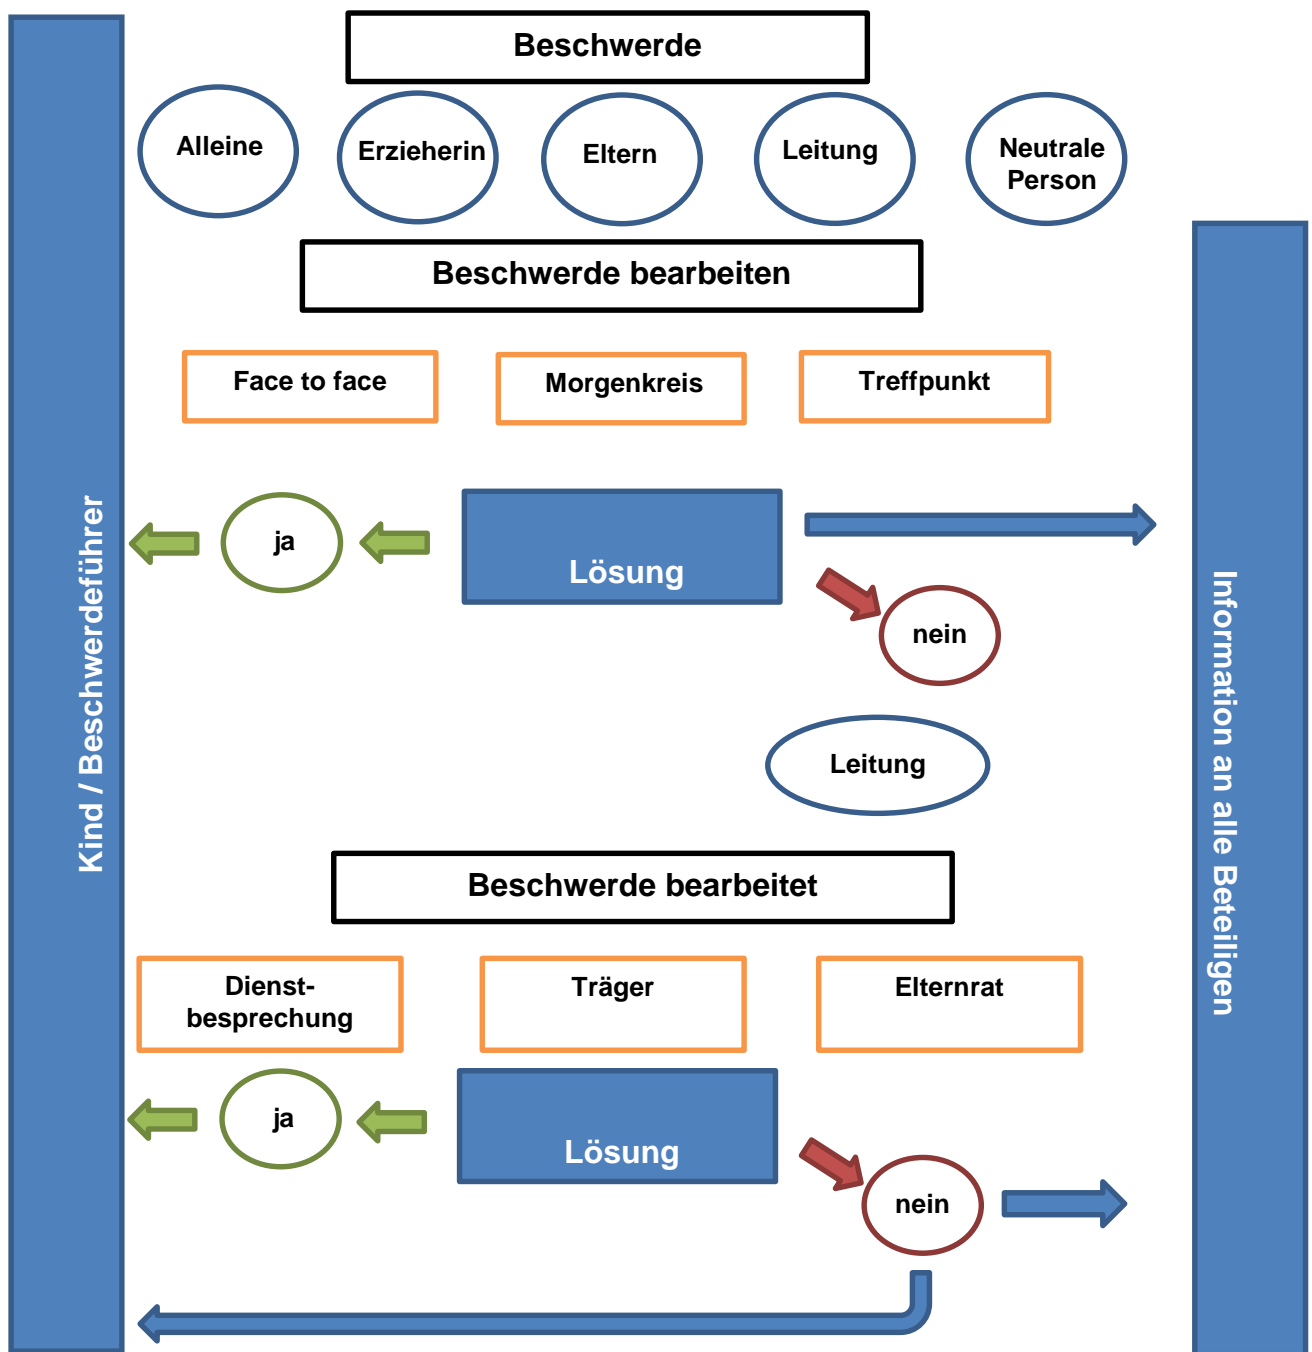 Beschwerde
Alleine
Erzieherin
Eltern
Leitung
Neutrale
Person
Beschwerde bearbeiten
Face to face
Morgenkreis
Treffpunkt
Kind / Beschwerdeführer
ja
Lösung
nein
Information an alle Beteiligen
Leitung
Beschwerde bearbeitet
Dienst-
besprechung
Träger
Elternrat
ja
Lösung
nein